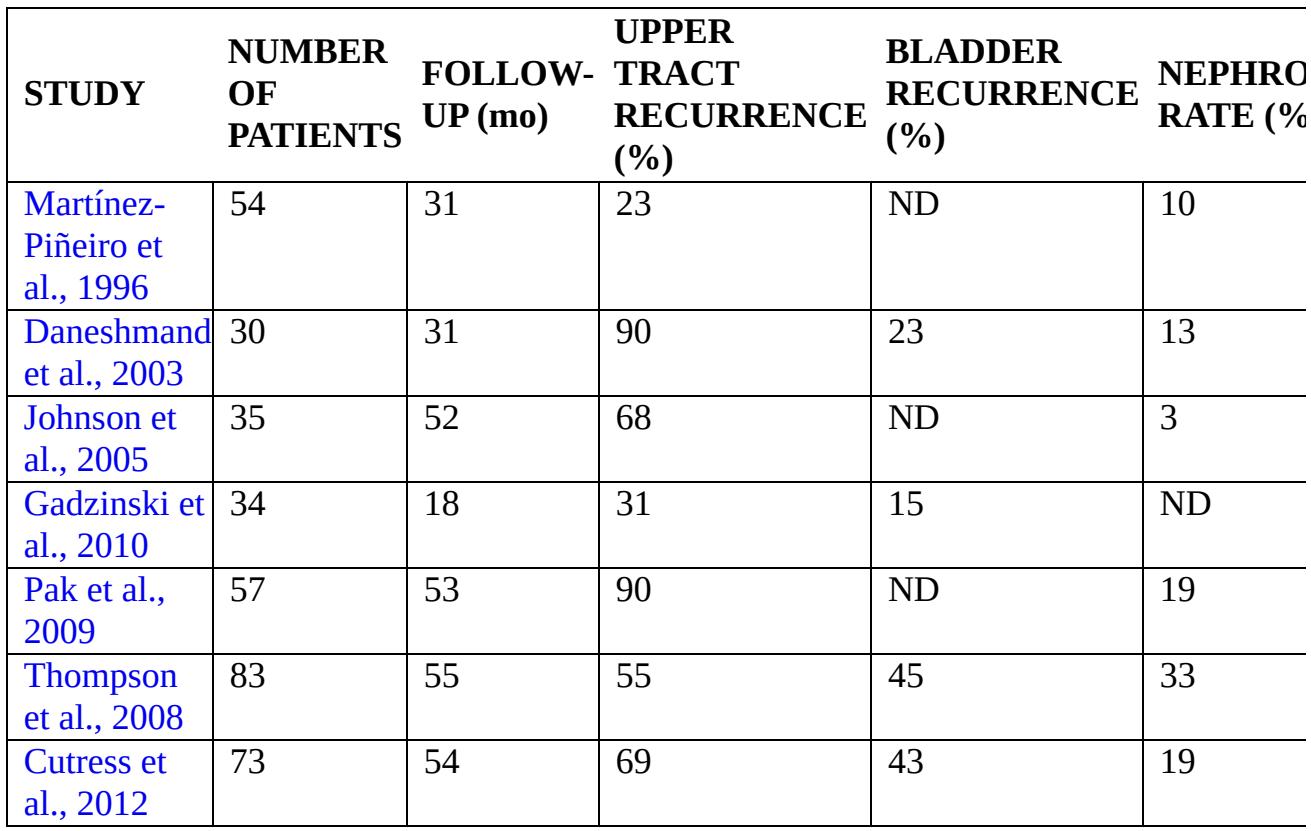 STUDY
NUMBER
OF
PATIENTS
FOLLOW-
UP (mo)
UPPER
TRACT
RECURRENCE
(%)
BLADDER
RECURRENCE
(%)
NEPHRO
RATE (%
Martínez-
Piñeiro et
al., 1996
54
31
23
ND
10
Daneshmand
et al., 2003
30
31
90
23
13
Johnson et
al., 2005
35
52
68
ND
3
Gadzinski et
al., 2010
34
18
31
15
ND
Pak et al.,
2009
57
53
90
ND
19
Thompson
et al., 2008
83
55
55
45
33
Cutress et
al., 2012
73
54
69
43
19